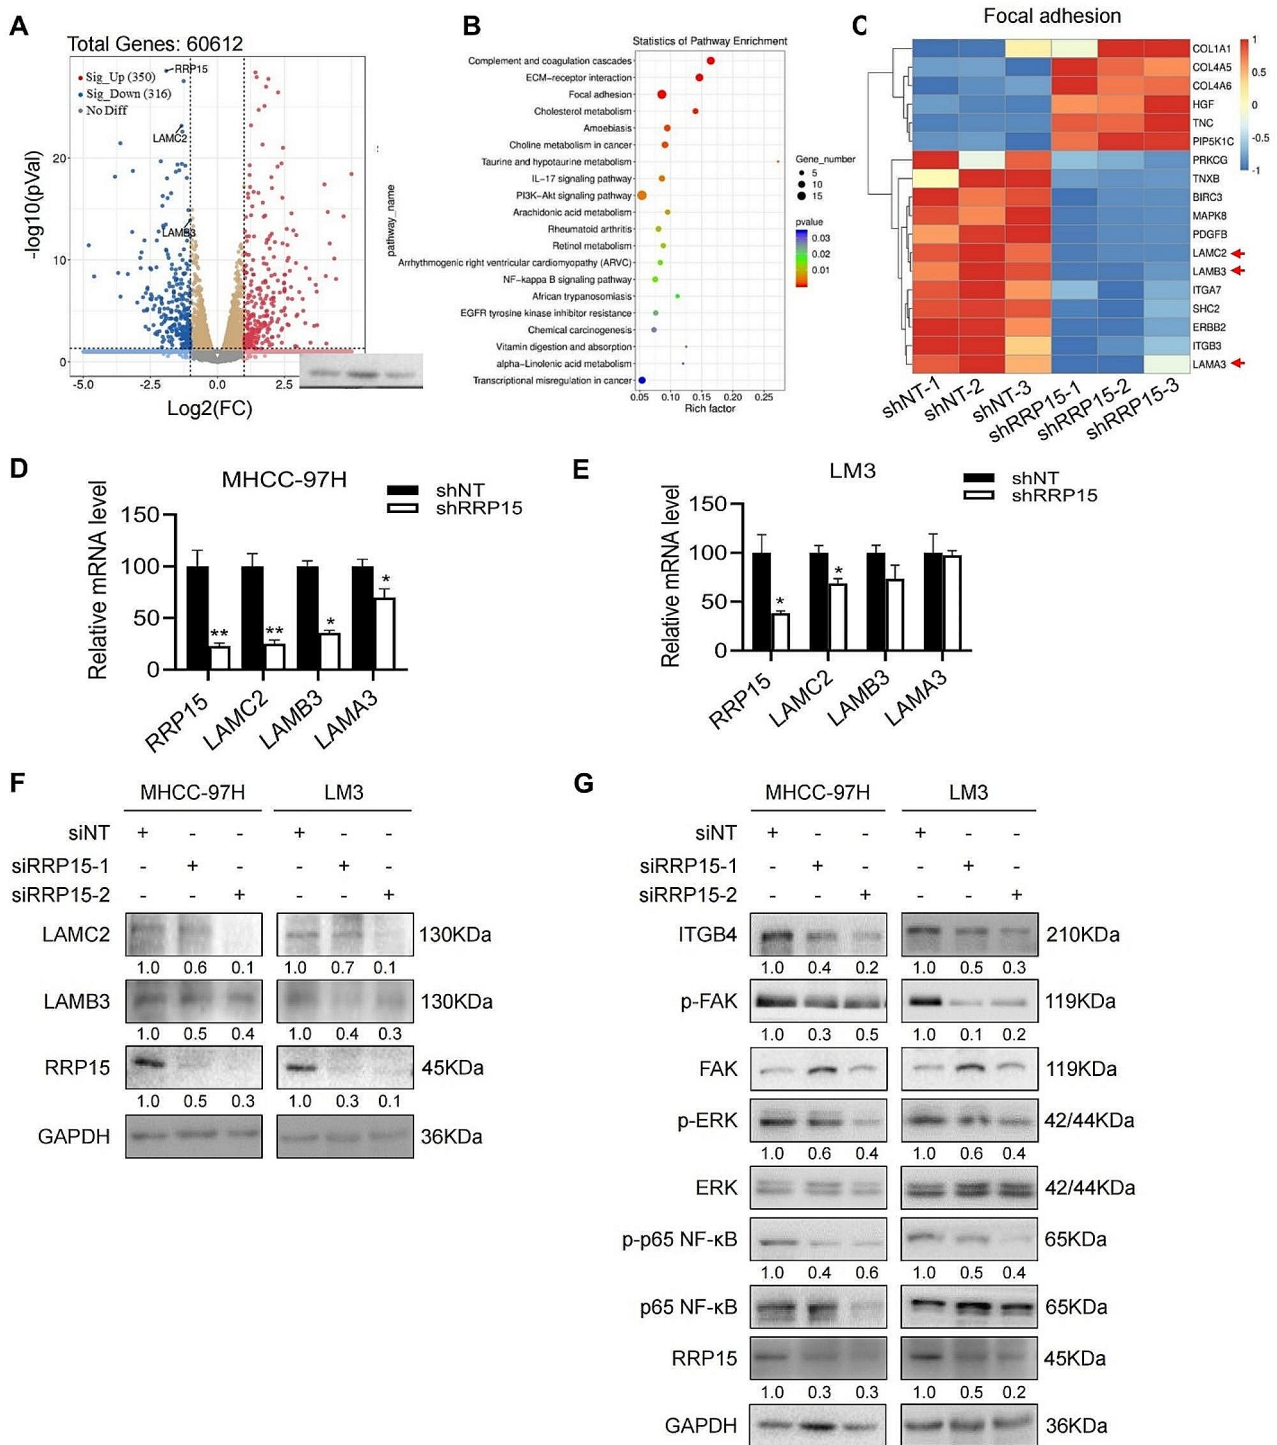 A
Total Genes: 60612
Sig_Up (350)
Sig_Down (316)
No Diff
RRP15
LAMC2
LAMB3
-log10(pVal)
20
10
0
-5.0 -2.5 0.0 2.5
Log2(FC)
B
Statistics of Pathway Enrichment
pathway_name
Complement and coagulation cascades
ECM-receptor interaction
Focal adhesion
Cholesterol metabolism
Amoebiasis
Choline metabolism in cancer
Taurine and hypotaurine metabolism
IL-17 signaling pathway
PI3K-Akt signaling pathway
Arachidonic acid metabolism
Rheumatoid arthritis
Retinol metabolism
Arrhythmogenic right ventricular cardiomyopathy (ARVC)
NF-kappa B signaling pathway
African trypanosomiasis
EGFR tyrosine kinase inhibitor resistance
Chemical carcinogenesis
Vitamin digestion and absorption
alpha-Linolenic acid metabolism
Transcriptional misregulation in cancer
0.05 0.10 0.15 0.20 0.25
Rich factor
Gene_number
5
10
15
pvalue
0.03
0.02
0.01
C
Focal adhesion
COL1A1
COL4A5
COL4A6
HGF
TNC
PIP5K1C
PRKCG
TNXB
BIRC3
MAPK8
PDGFB
LAMC2
LAMB3
ITGA7
SHC2
ERBB2
ITGB3
LAMA3
1
0.5
0
-0.5
-1
shNT-1 shNT-2 shNT-3 shRRP15-1 shRRP15-2 shRRP15-3
D
MHCC-97H
shNT
shRRP15
Relative mRNA level
150
100
50
0
** ** * *
RRP15 LAMC2 LAMB3 LAMA3
E
LM3
shNT
shRRP15
Relative mRNA level
150
100
50
0
* *
RRP15 LAMC2 LAMB3 LAMA3
F
MHCC-97H LM3
siNT + - - + - -
siRRP15-1 - + - - + -
siRRP15-2 - - + - - +
LAMC2 130KDa
1.0 0.6 0.1 1.0 0.7 0.1
LAMB3 130KDa
1.0 0.5 0.4 1.0 0.4 0.3
RRP15 45KDa
1.0 0.5 0.3 1.0 0.3 0.1
GAPDH 36KDa
G
MHCC-97H LM3
siNT + - - + - -
siRRP15-1 - + - - + -
siRRP15-2 - - + - - +
ITGB4 210KDa
1.0 0.4 0.2 1.0 0.5 0.3
p-FAK 119KDa
1.0 0.3 0.5 1.0 0.1 0.2
FAK 119KDa
p-ERK 42/44KDa
1.0 0.6 0.4 1.0 0.6 0.4
ERK 42/44KDa
p-p65 NF-κB 65KDa
1.0 0.4 0.6 1.0 0.5 0.4
p65 NF-κB 65KDa
RRP15 45KDa
1.0 0.3 0.3 1.0 0.5 0.2
GAPDH 36KDa